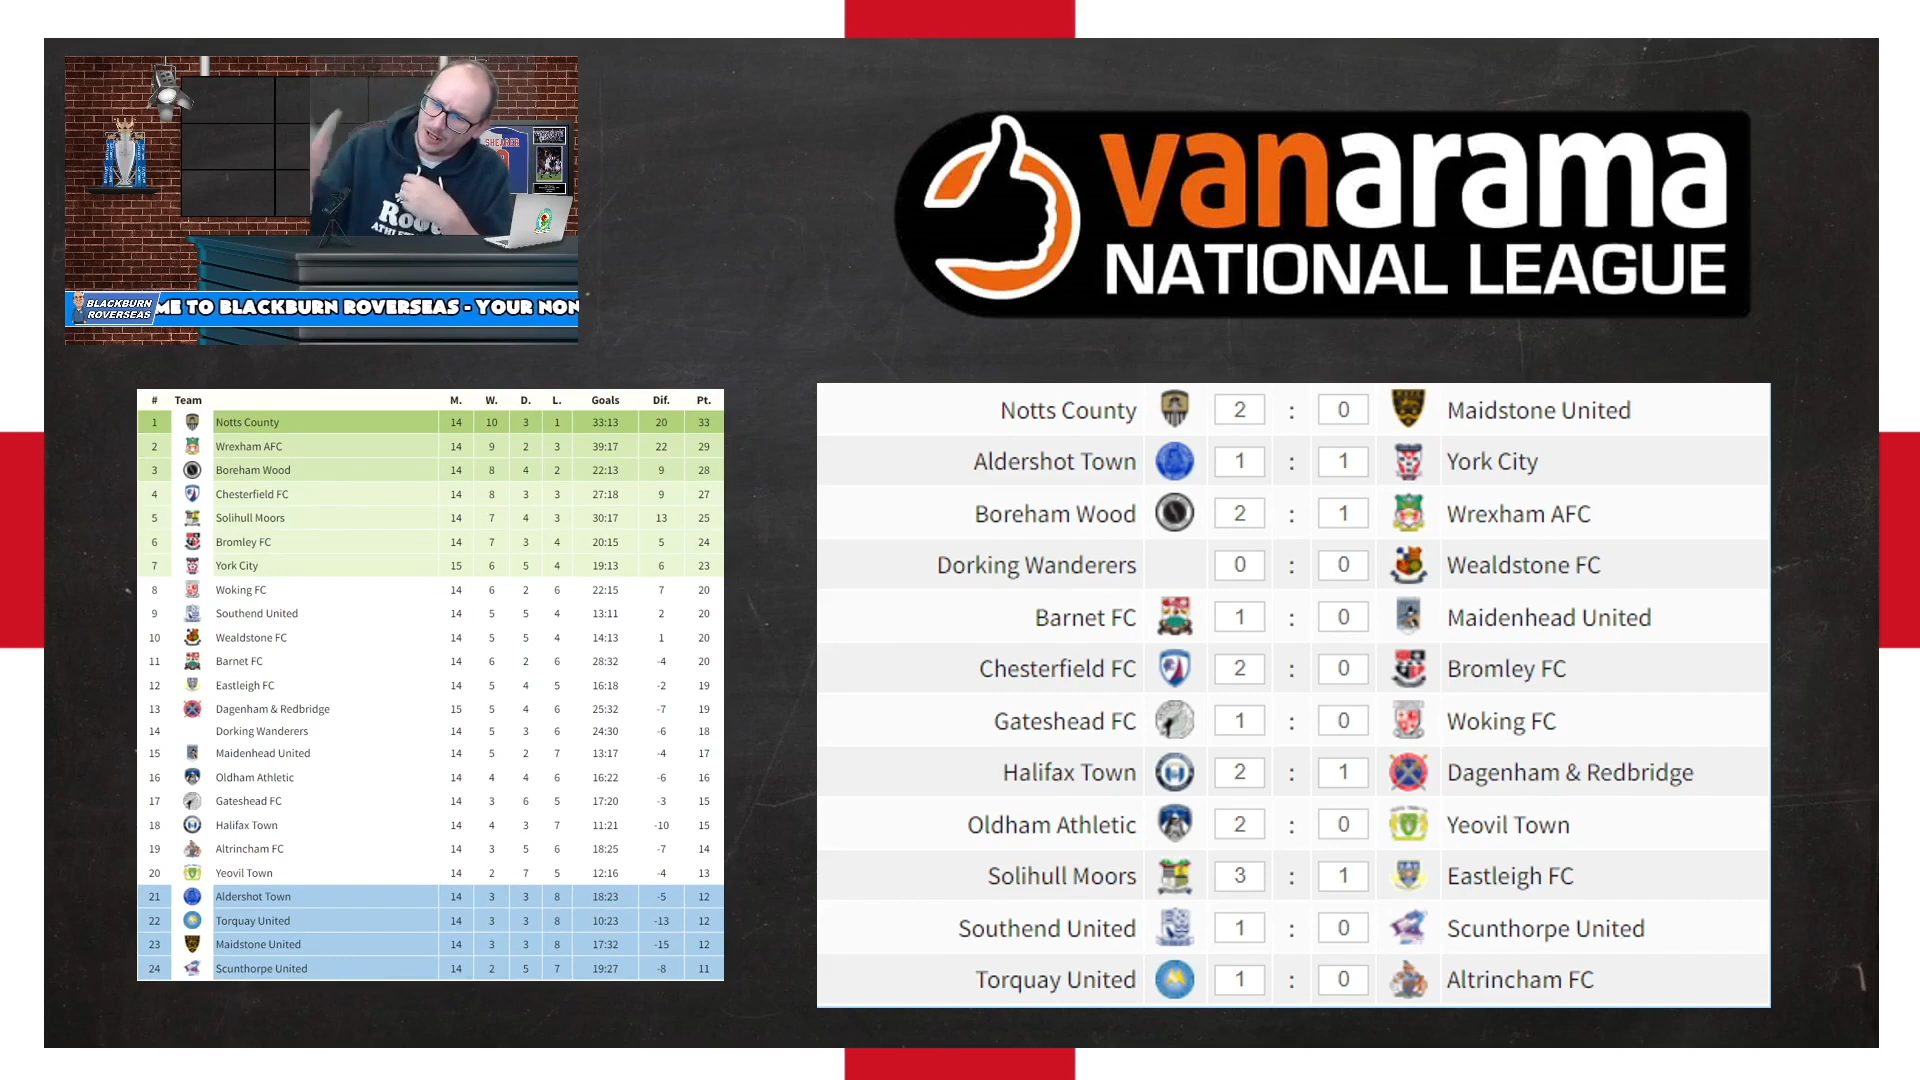 SHEARER
ROO
ATHLE
BLACKBURN
ROVERSEAS
ME TO BLACKBURN ROVERSEAS - YOUR NON
vanarama
NATIONAL LEAGUE
# Team M. W. D. L. Goals Dif. Pt.
1 Notts County 14 10 3 1 33:13 20 33
2 Wrexham AFC 14 9 2 3 39:17 22 29
3 Boreham Wood 14 8 4 2 22:13 9 28
4 Chesterfield FC 14 8 3 3 27:18 9 27
5 Solihull Moors 14 7 4 3 30:17 13 25
6 Bromley FC 14 7 3 4 20:15 5 24
7 York City 15 6 5 4 19:13 6 23
8 Woking FC 14 6 2 6 22:15 7 20
9 Southend United 14 5 5 4 13:11 2 20
10 Wealdstone FC 14 5 5 4 14:13 1 20
11 Barnet FC 14 6 2 6 28:32 -4 20
12 Eastleigh FC 14 5 4 5 16:18 -2 19
13 Dagenham & Redbridge 15 5 4 6 25:32 -7 19
14 Dorking Wanderers 14 5 3 6 24:30 -6 18
15 Maidenhead United 14 5 2 7 13:17 -4 17
16 Oldham Athletic 14 4 4 6 16:22 -6 16
17 Gateshead FC 14 3 6 5 17:20 -3 15
18 Halifax Town 14 4 3 7 11:21 -10 15
19 Altrincham FC 14 3 5 6 18:25 -7 14
20 Yeovil Town 14 2 7 5 12:16 -4 13
21 Aldershot Town 14 3 3 8 18:23 -5 12
22 Torquay United 14 3 3 8 10:23 -13 12
23 Maidstone United 14 3 3 8 17:32 -15 12
24 Scunthorpe United 14 2 5 7 19:27 -8 11
Notts County 2 : 0 Maidstone United
Aldershot Town 1 : 1 York City
Boreham Wood 2 : 1 Wrexham AFC
Dorking Wanderers 0 : 0 Wealdstone FC
Barnet FC 1 : 0 Maidenhead United
Chesterfield FC 2 : 0 Bromley FC
Gateshead FC 1 : 0 Woking FC
Halifax Town 2 : 1 Dagenham & Redbridge
Oldham Athletic 2 : 0 Yeovil Town
Solihull Moors 3 : 1 Eastleigh FC
Southend United 1 : 0 Scunthorpe United
Torquay United 1 : 0 Altrincham FC